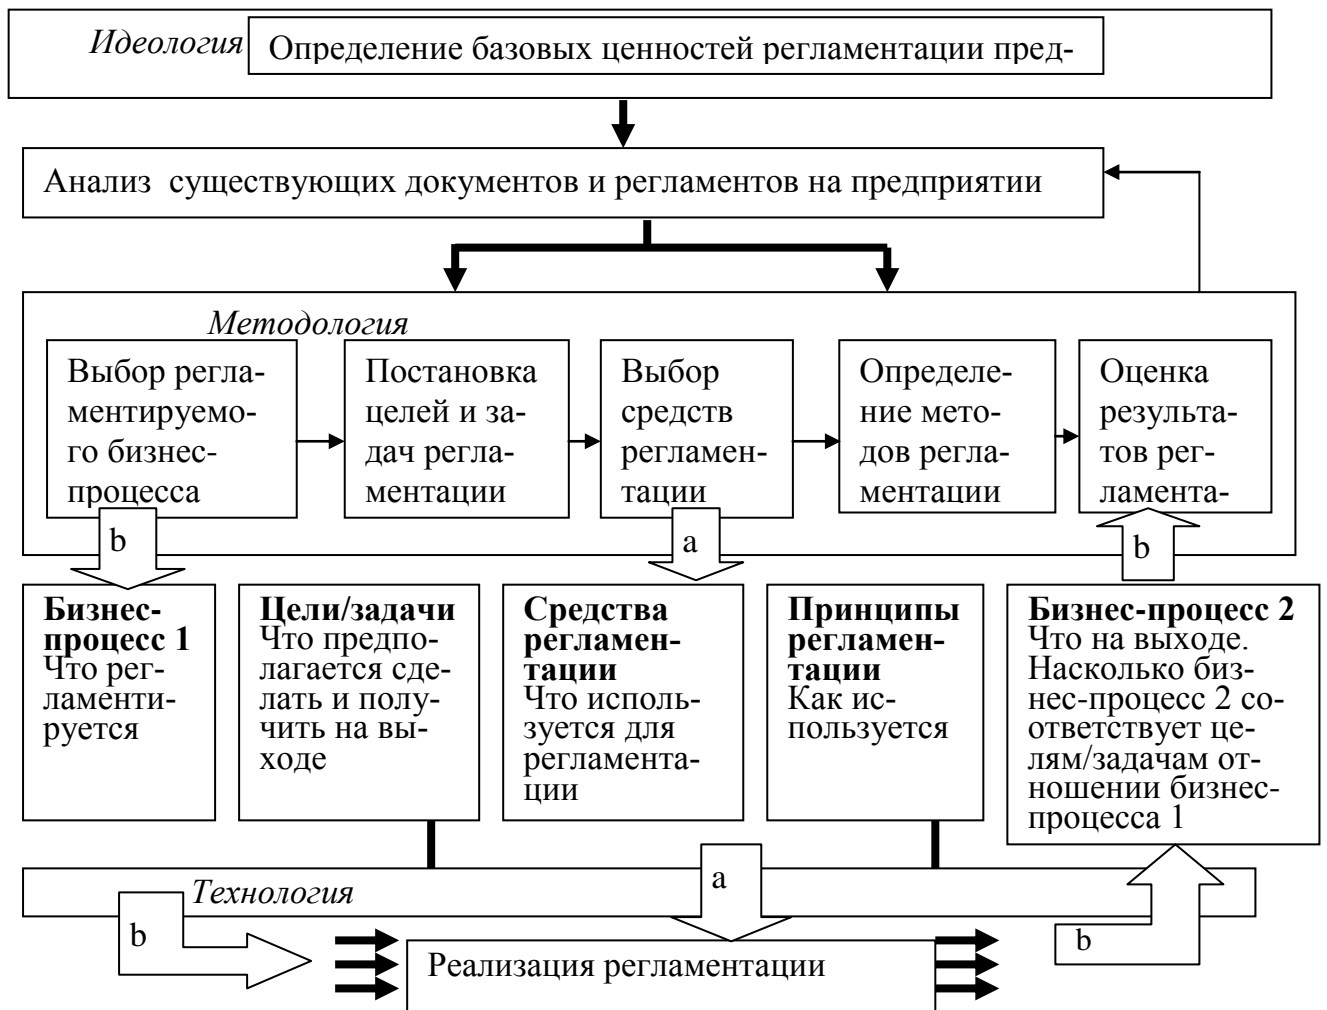 Идеология
Определение базовых ценностей регламентации пред-
Анализ существующих документов и регламентов на предприятии
Методология
Выбор регла-
ментируемо-
го бизнес-
процесса
Постановка
целей и за-
дач регла-
ментации
Выбор
средств
регламен-
тации
Определе-
ние мето-
дов регла-
ментации
Оценка
результа-
тов рег-
ламента-
b
a
b
Бизнес-
процесс 1
Что рег-
ламенти-
руется
Цели/задачи
Что предпо-
лагается сде-
лать и полу-
чить на вы-
ходе
Средства
регламен-
тации
Что исполь-
зуется для
регламента-
ции
Принципы
регламен-
тации
Как ис-
пользуется
Бизнес-процесс 2
Что на выходе.
Насколько биз-
нес-процесс 2 со-
ответствует це-
лям/задачам от-
ношении бизнес-
процесса 1
Технология
a
b
b
Реализация регламентации